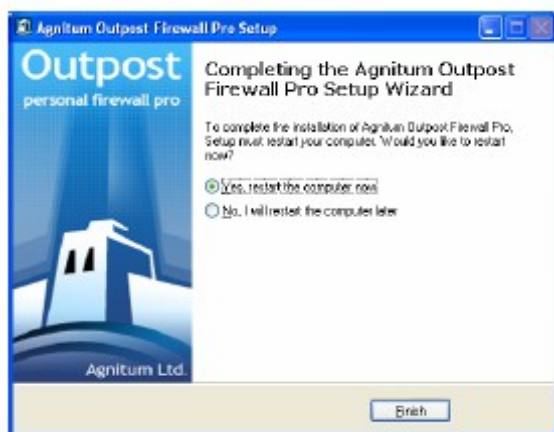 Agnitum Outpost Firewall Pro Setup
Outpost
personal firewall pro
Completing the Agnitum Outpost
Firewall Pro Setup Wizard
To complete the installation of Agnitum Outpost Firewall Pro,
Setup must restart your computer. Would you like to restart
now?
Yes, restart the computer now
No, I will restart the computer later
Agnitum Ltd.
Finish